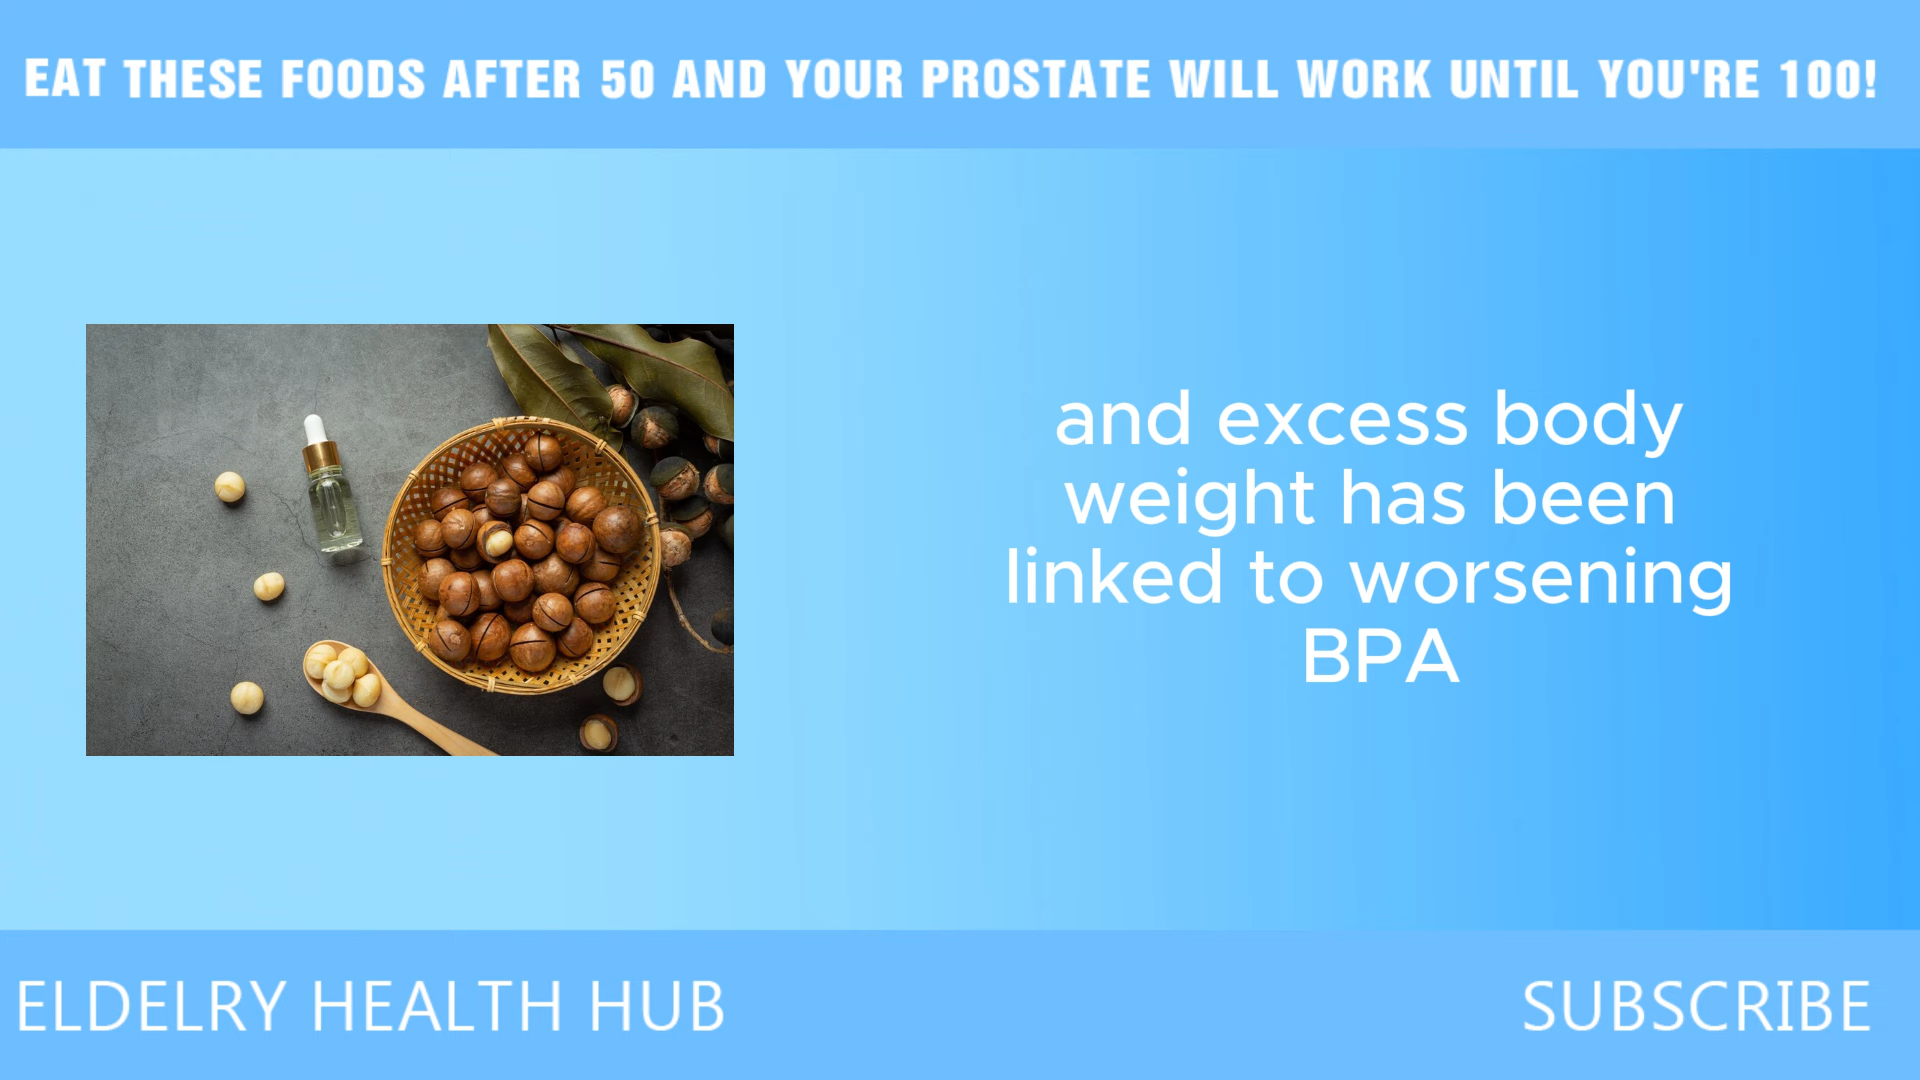 EAT THESE FOODS AFTER 50 AND YOUR PROSTATE WILL WORK UNTIL YOU'RE 100!
and excess body
weight has been
linked to worsening
BPA
ELDELRY HEALTH HUB
SUBSCRIBE